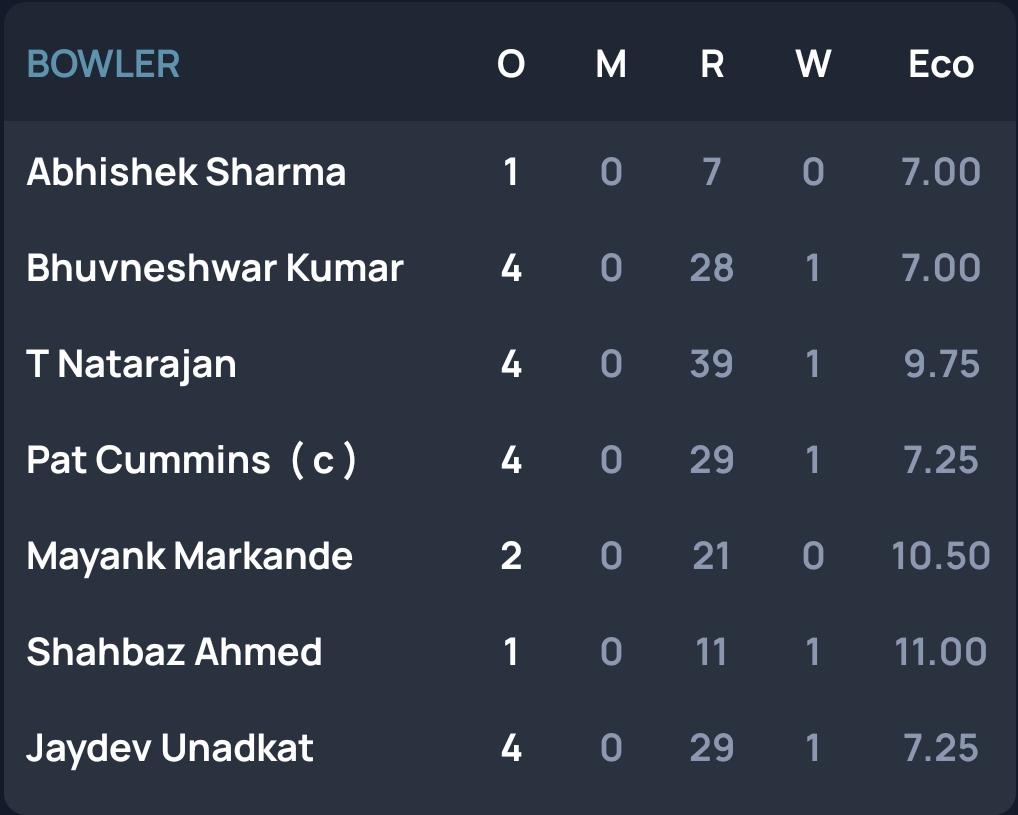 BOWLER O M R W Eco
Abhishek Sharma 1 0 7 0 7.00
Bhuvneshwar Kumar 4 0 28 1 7.00
T Natarajan 4 0 39 1 9.75
Pat Cummins ( c ) 4 0 29 1 7.25
Mayank Markande 2 0 21 0 10.50
Shahbaz Ahmed 1 0 11 1 11.00
Jaydev Unadkat 4 0 29 1 7.25